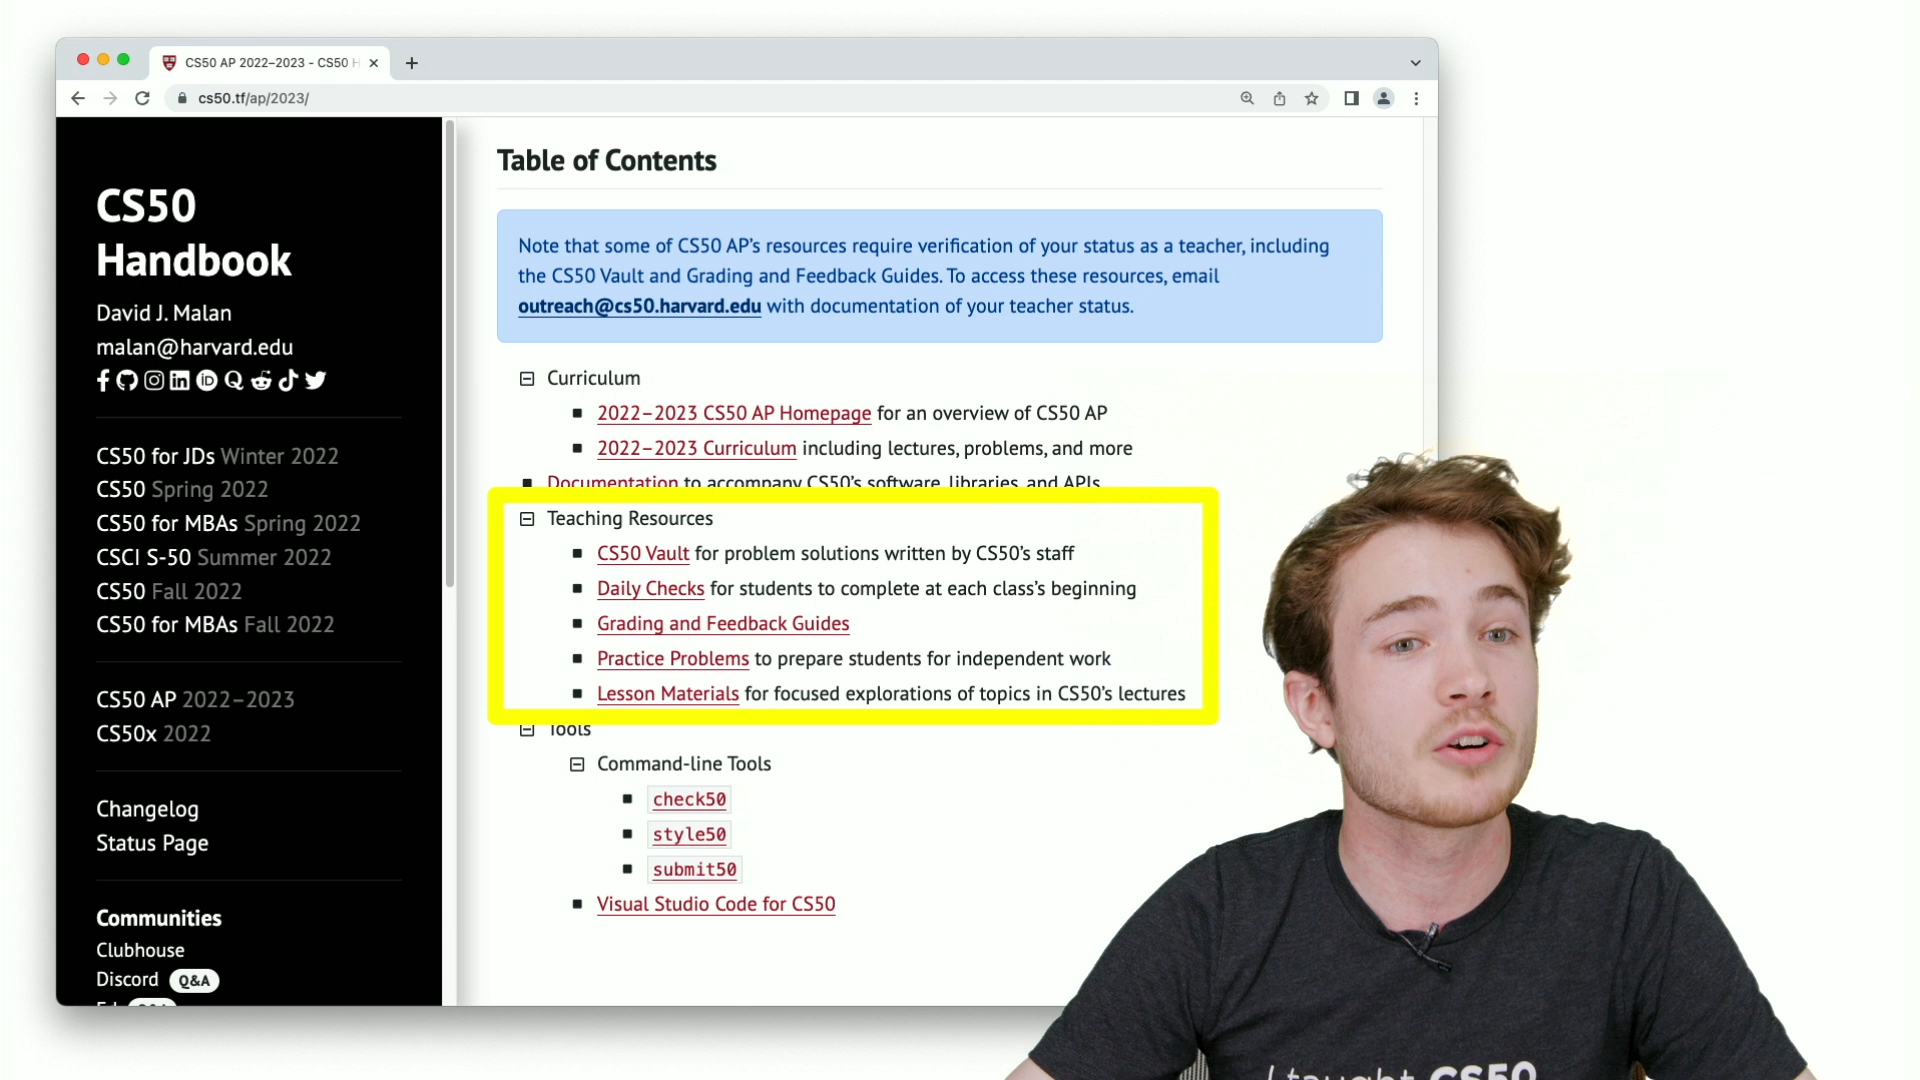 CS50 AP 2022–2023 - CS50 H
cs50.tf/ap/2023/
CS50
Handbook
David J. Malan
malan@harvard.edu
CS50 for JDs Winter 2022
CS50 Spring 2022
CS50 for MBAs Spring 2022
CSCI S-50 Summer 2022
CS50 Fall 2022
CS50 for MBAs Fall 2022
CS50 AP 2022–2023
CS50x 2022
Changelog
Status Page
Communities
Clubhouse
Discord Q&A
Table of Contents
Note that some of CS50 AP’s resources require verification of your status as a teacher, including
the CS50 Vault and Grading and Feedback Guides. To access these resources, email
outreach@cs50.harvard.edu with documentation of your teacher status.
Curriculum
2022–2023 CS50 AP Homepage for an overview of CS50 AP
2022–2023 Curriculum including lectures, problems, and more
Documentation to accompany CS50’s software, libraries, and APIs
Teaching Resources
CS50 Vault for problem solutions written by CS50’s staff
Daily Checks for students to complete at each class’s beginning
Grading and Feedback Guides
Practice Problems to prepare students for independent work
Lesson Materials for focused explorations of topics in CS50’s lectures
Tools
Command-line Tools
check50
style50
submit50
Visual Studio Code for CS50
I taught CS50